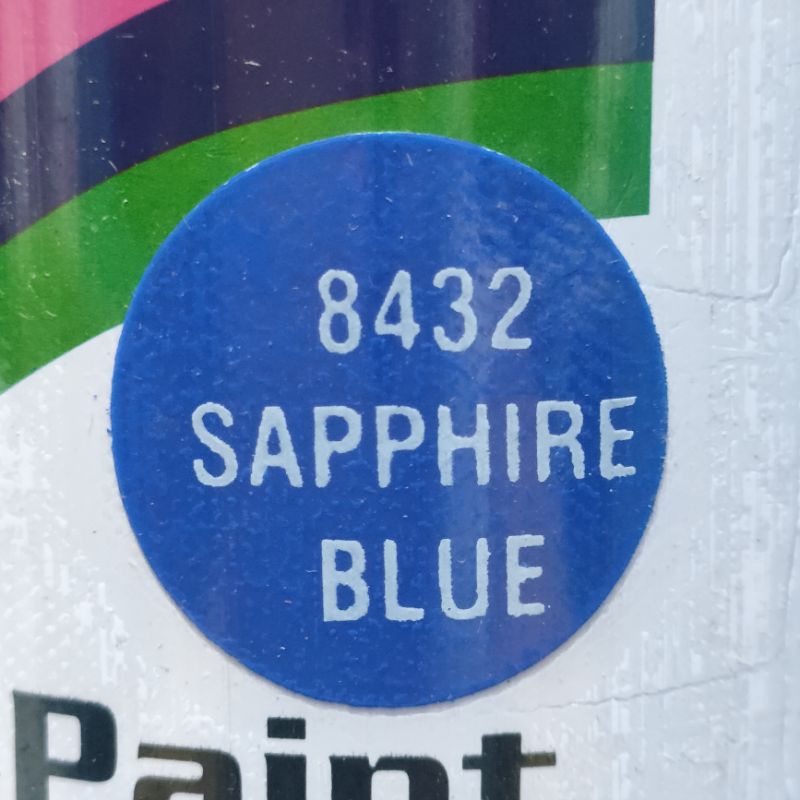 8432
SAPPHIRE
BLUE
Paint